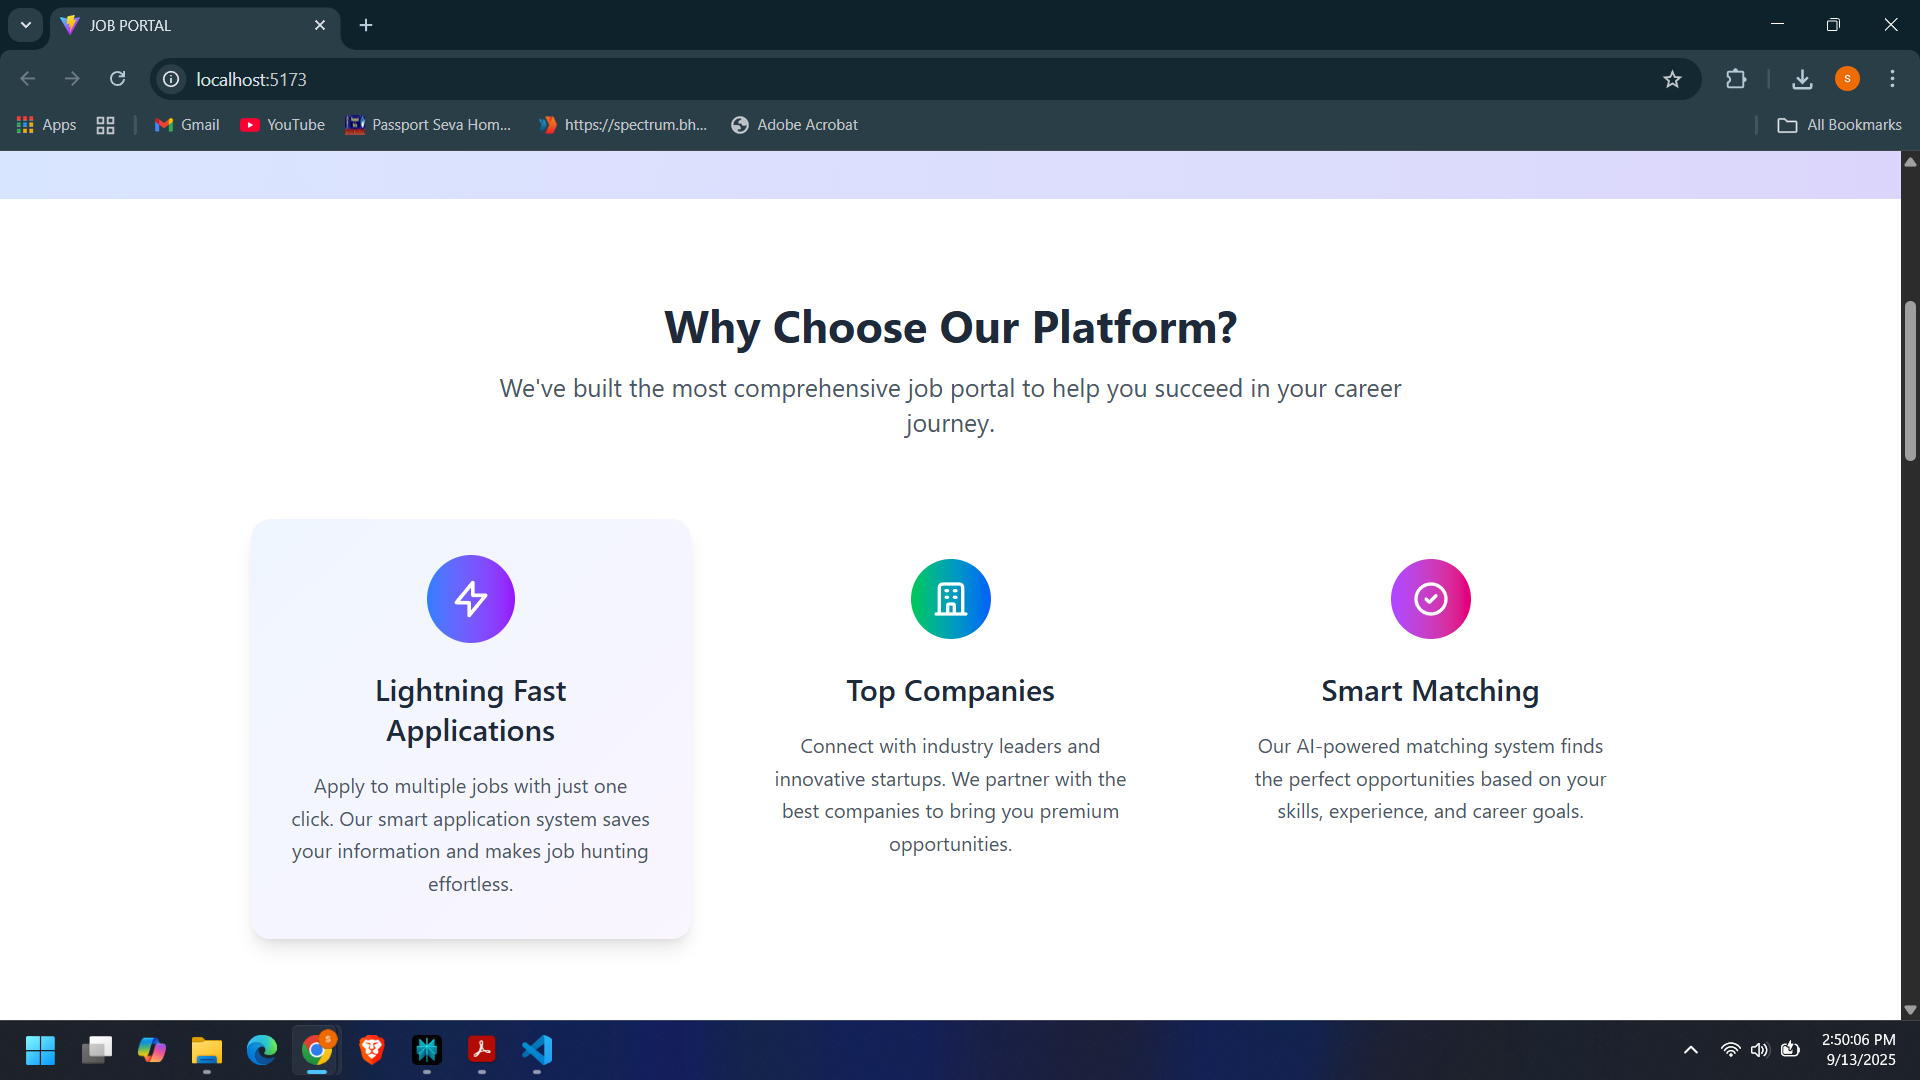 JOB PORTAL
localhost:5173
S
Apps
Gmail
YouTube
Passport Seva Hom...
https://spectrum.bh...
Adobe Acrobat
All Bookmarks
Why Choose Our Platform?
We've built the most comprehensive job portal to help you succeed in your career
journey.
Lightning Fast
Applications
Apply to multiple jobs with just one
click. Our smart application system saves
your information and makes job hunting
effortless.
Top Companies
Connect with industry leaders and
innovative startups. We partner with the
best companies to bring you premium
opportunities.
Smart Matching
Our AI-powered matching system finds
the perfect opportunities based on your
skills, experience, and career goals.
S
2:50:06 PM
9/13/2025